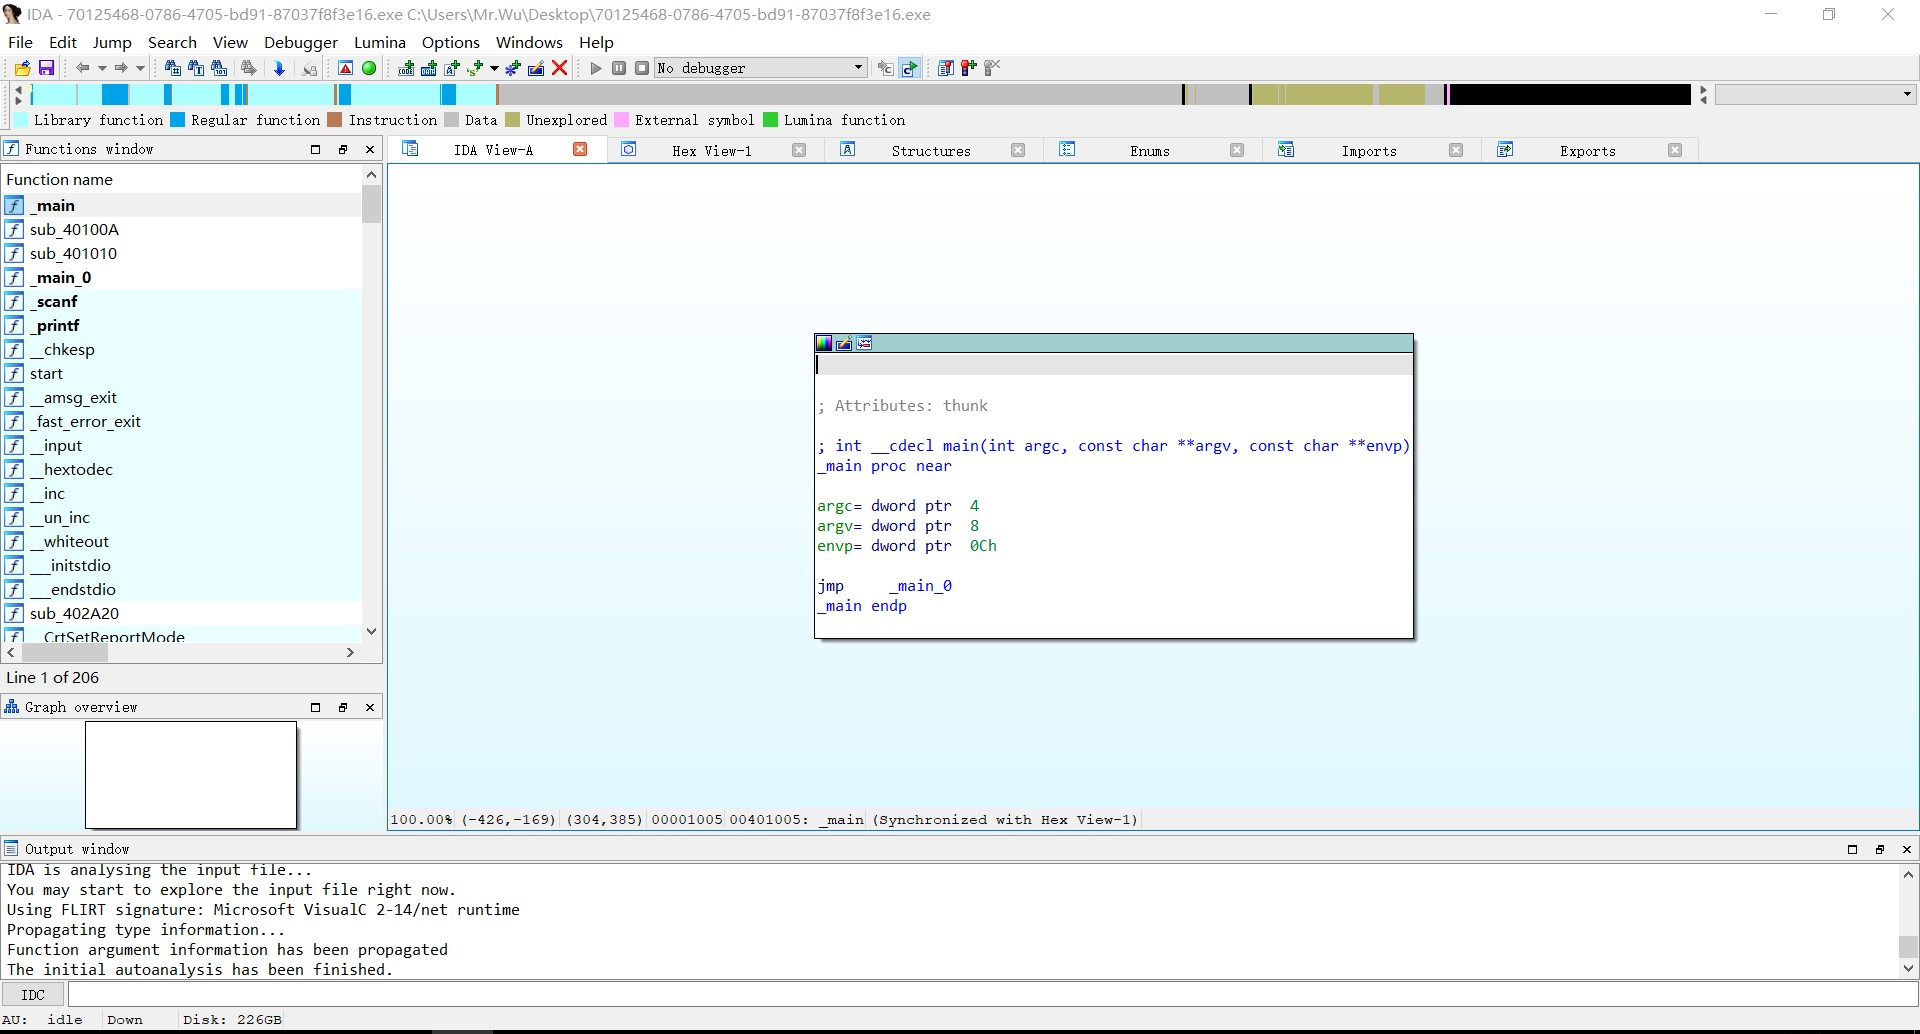 IDA - 70125468-0786-4705-bd91-87037f8f3e16.exe C:\Users\Mr.Wu\Desktop\70125468-0786-4705-bd91-87037f8f3e16.exe
File Edit Jump Search View Debugger Lumina Options Windows Help
No debugger
Library function Regular function Instruction Data Unexplored External symbol Lumina function
Functions window
IDA View-A Hex View-1 Structures Enums Imports Exports
Function name
_main
sub_40100A
sub_401010
_main_0
_scanf
_printf
__chkesp
start
__amsg_exit
_fast_error_exit
__input
__hextodec
__inc
__un_inc
__whiteout
___initstdio
___endstdio
sub_402A20
__CrtSetReportMode
Line 1 of 206
Graph overview
; Attributes: thunk
; int __cdecl main(int argc, const char **argv, const char **envp)
_main proc near
argc= dword ptr  4
argv= dword ptr  8
envp= dword ptr  0Ch
jmp     _main_0
_main endp
100.00% (-426,-169) (304,385) 00001005 00401005: _main (Synchronized with Hex View-1)
Output window
IDA is analysing the input file...
You may start to explore the input file right now.
Using FLIRT signature: Microsoft VisualC 2-14/net runtime
Propagating type information...
Function argument information has been propagated
The initial autoanalysis has been finished.
IDC
AU: idle Down Disk: 226GB